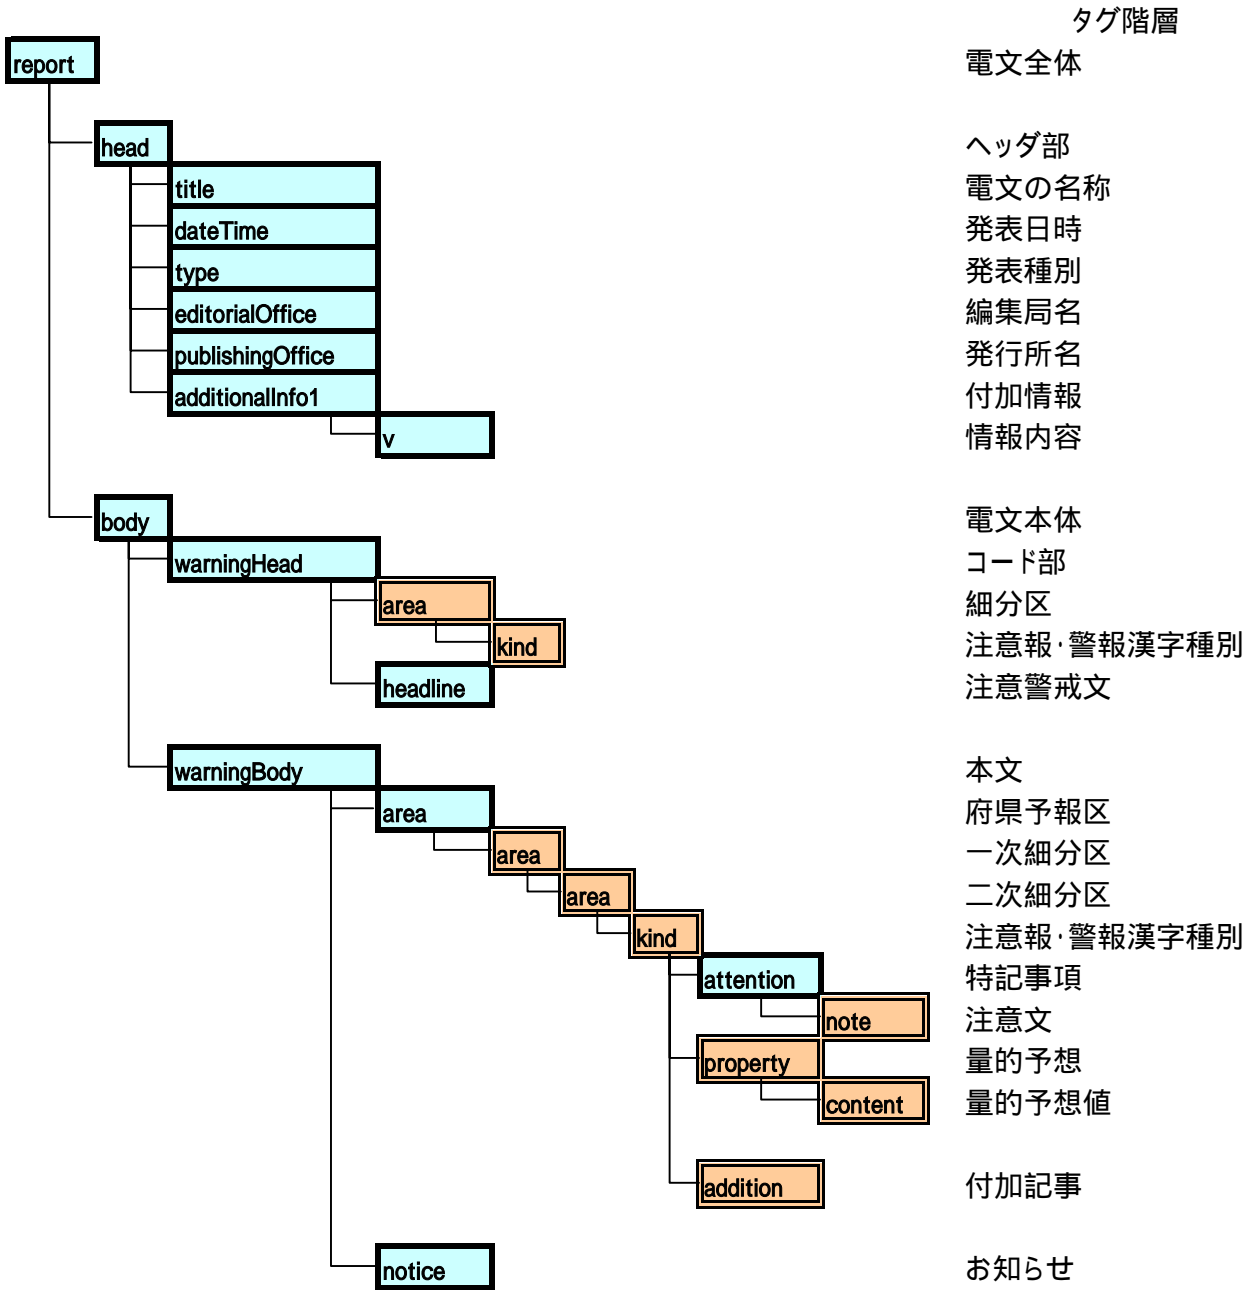 タグ階層
report 電文全体
head ヘッダ部
title 電文の名称
dateTime 発表日時
type 発表種別
editorialOffice 編集局名
publishingOffice 発行所名
additionalInfo1 付加情報
v 情報内容
body 電文本体
warningHead コード部
area 細分区
kind 注意報・警報漢字種別
headline 注意警戒文
warningBody 本文
area 府県予報区
area 一次細分区
area 二次細分区
kind 注意報・警報漢字種別
attention 特記事項
note 注意文
property 量的予想
content 量的予想値
addition 付加記事
notice お知らせ